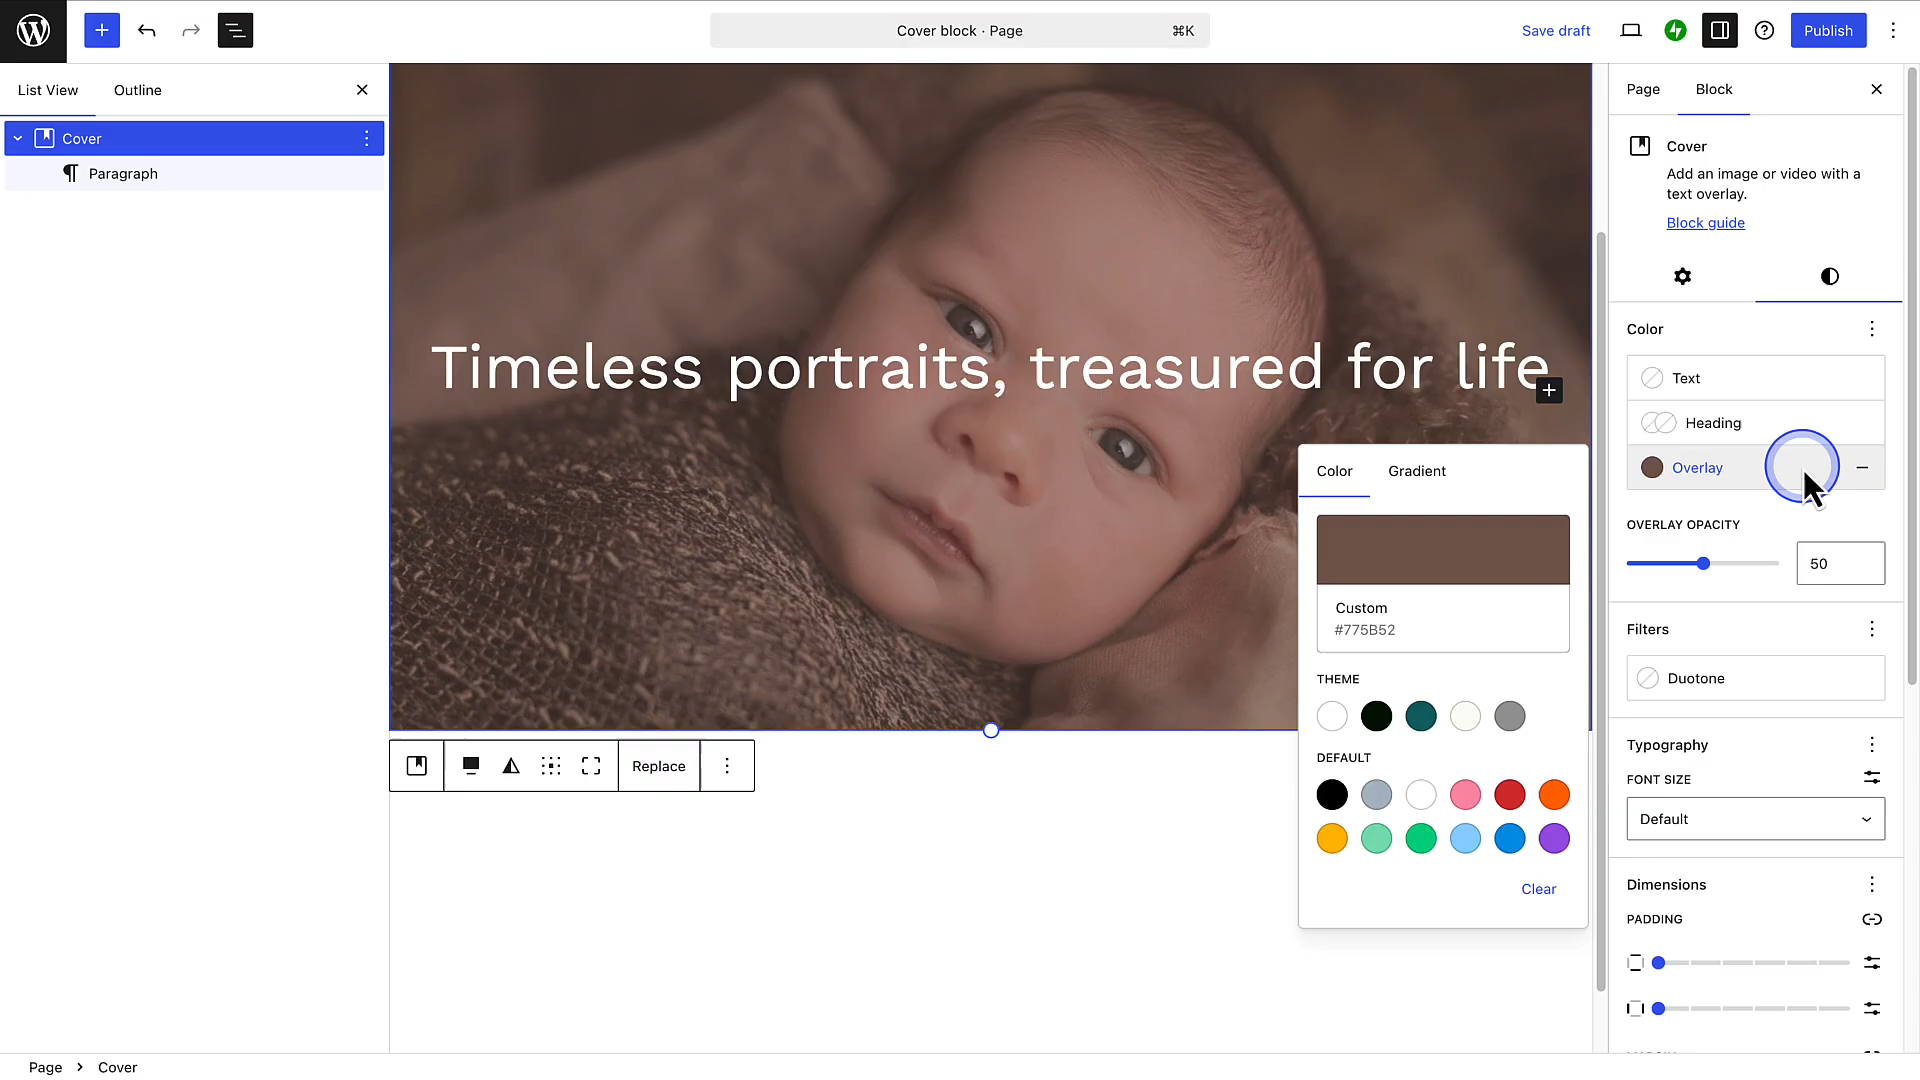 Cover block · Page
⌘K
Save draft
Publish
List View
Outline
Cover
Paragraph
Timeless portraits, treasured for life
Replace
Color
Gradient
Custom
#775B52
THEME
DEFAULT
Clear
Page
Block
Cover
Add an image or video with a
text overlay.
Block guide
Color
Text
Heading
Overlay
OVERLAY OPACITY
50
Filters
Duotone
Typography
FONT SIZE
Default
Dimensions
PADDING
Page > Cover